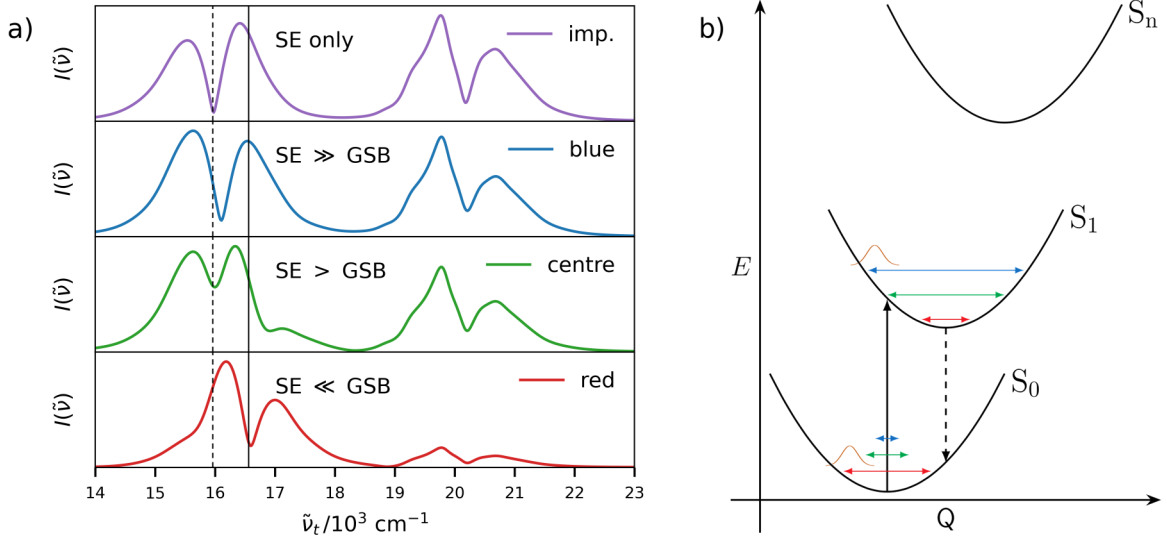 a)
I(ν̃)
SE only
imp.
I(ν̃)
SE ≫ GSB
blue
I(ν̃)
SE > GSB
centre
I(ν̃)
SE ≪ GSB
red
14 15 16 17 18 19 20 21 22 23
ν̃ₜ/10³ cm⁻¹
b)
Sₙ
S₁
E
S₀
Q